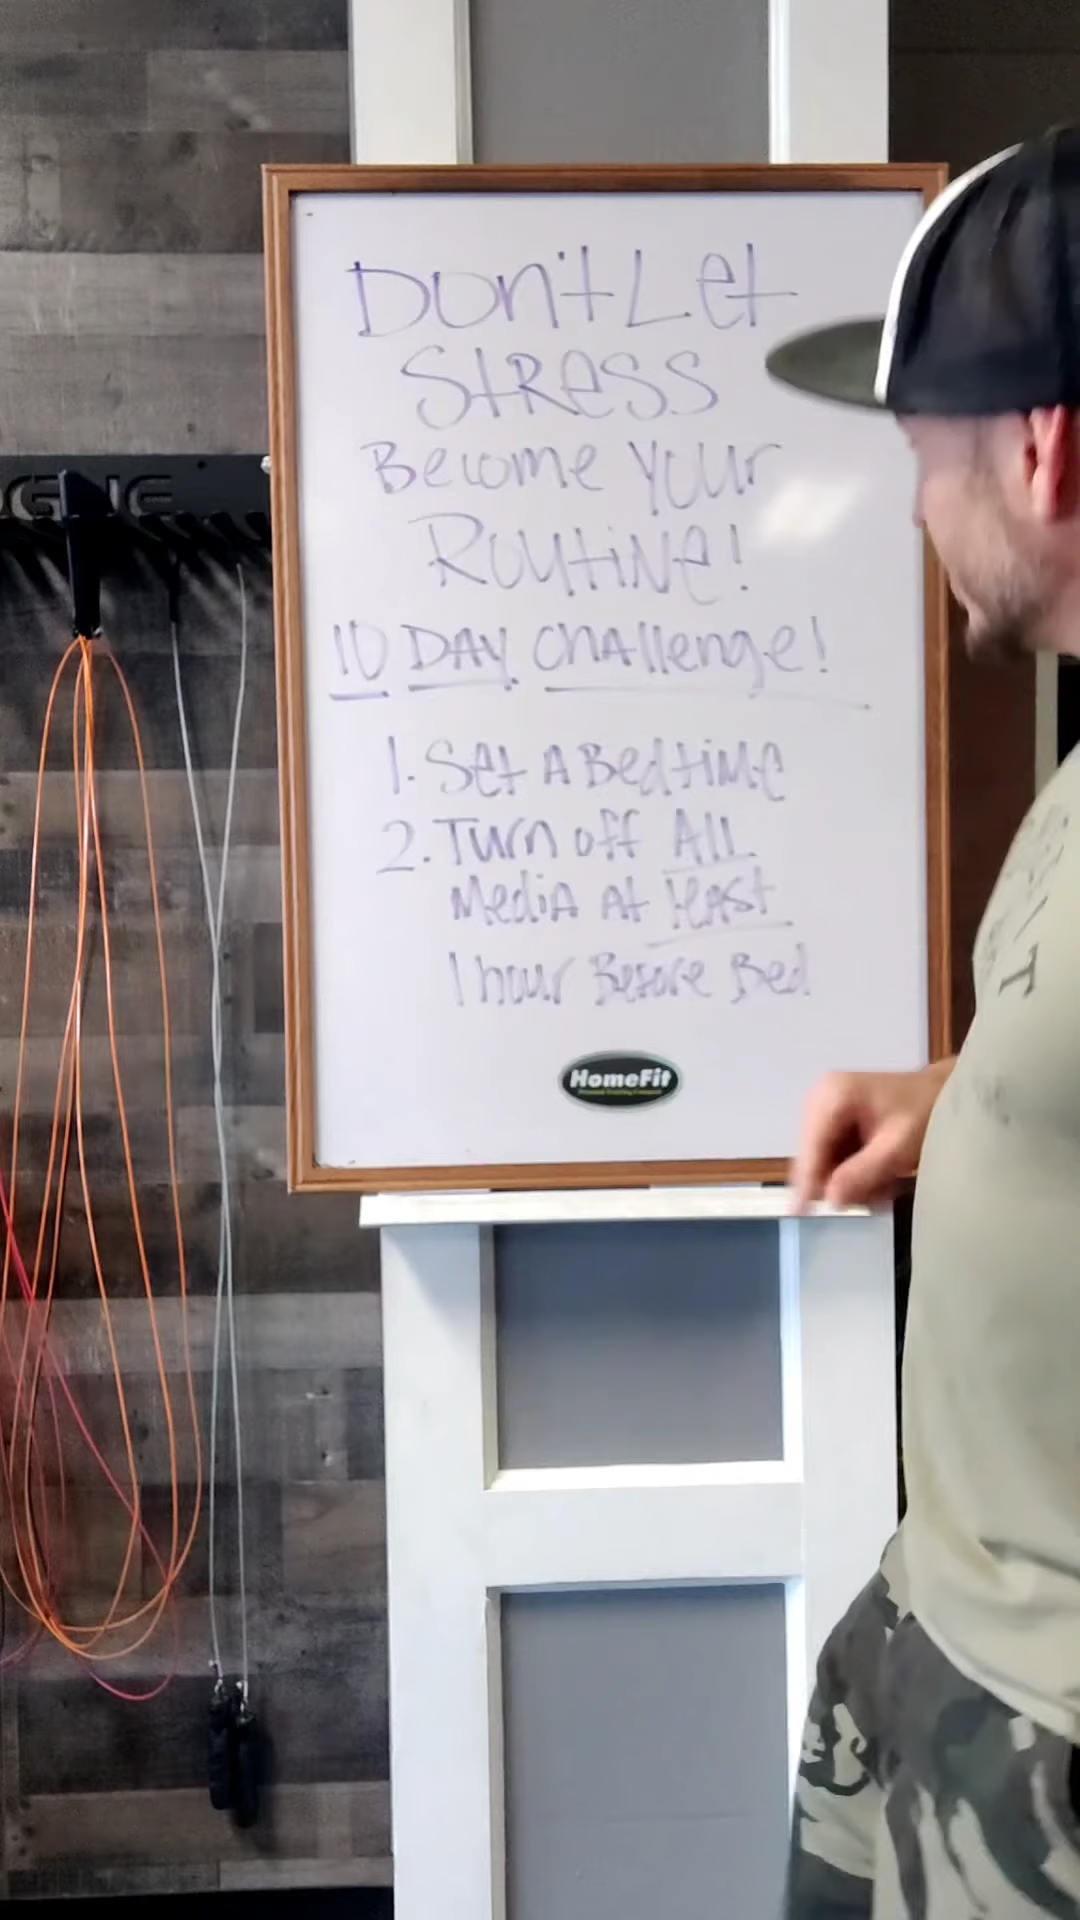 Don't Let
StRess
Become Your
RoutiNe!
10 DAY ChAllenge!
1. Set A Bedtime
2. Turn off All
MediA At leAst
1 hour Before Bed
HomeFit